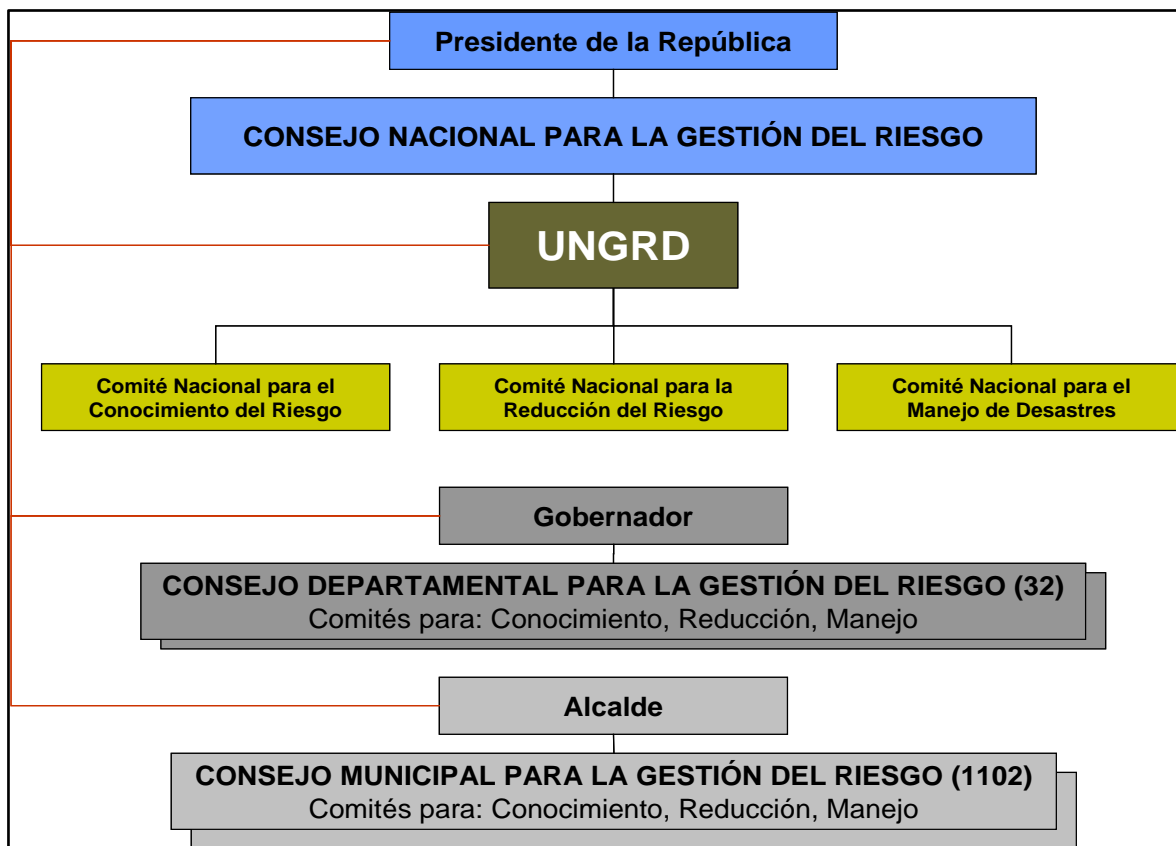 Presidente de la República
CONSEJO NACIONAL PARA LA GESTIÓN DEL RIESGO
UNGRD
Comité Nacional para el
Conocimiento del Riesgo
Comité Nacional para la
Reducción del Riesgo
Comité Nacional para el
Manejo de Desastres
Gobernador
CONSEJO DEPARTAMENTAL PARA LA GESTIÓN DEL RIESGO (32)
Comités para: Conocimiento, Reducción, Manejo
Alcalde
CONSEJO MUNICIPAL PARA LA GESTIÓN DEL RIESGO (1102)
Comités para: Conocimiento, Reducción, Manejo